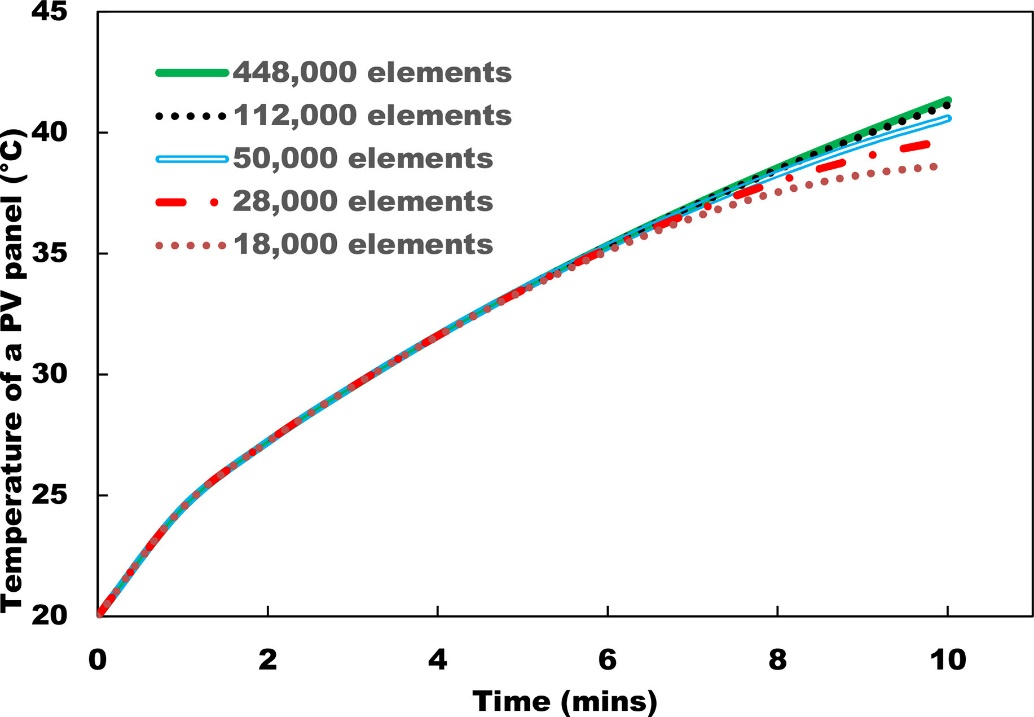 45
40
35
30
25
20
Temperature of a PV panel (°C)
448,000 elements
112,000 elements
50,000 elements
28,000 elements
18,000 elements
0 2 4 6 8 10
Time (mins)